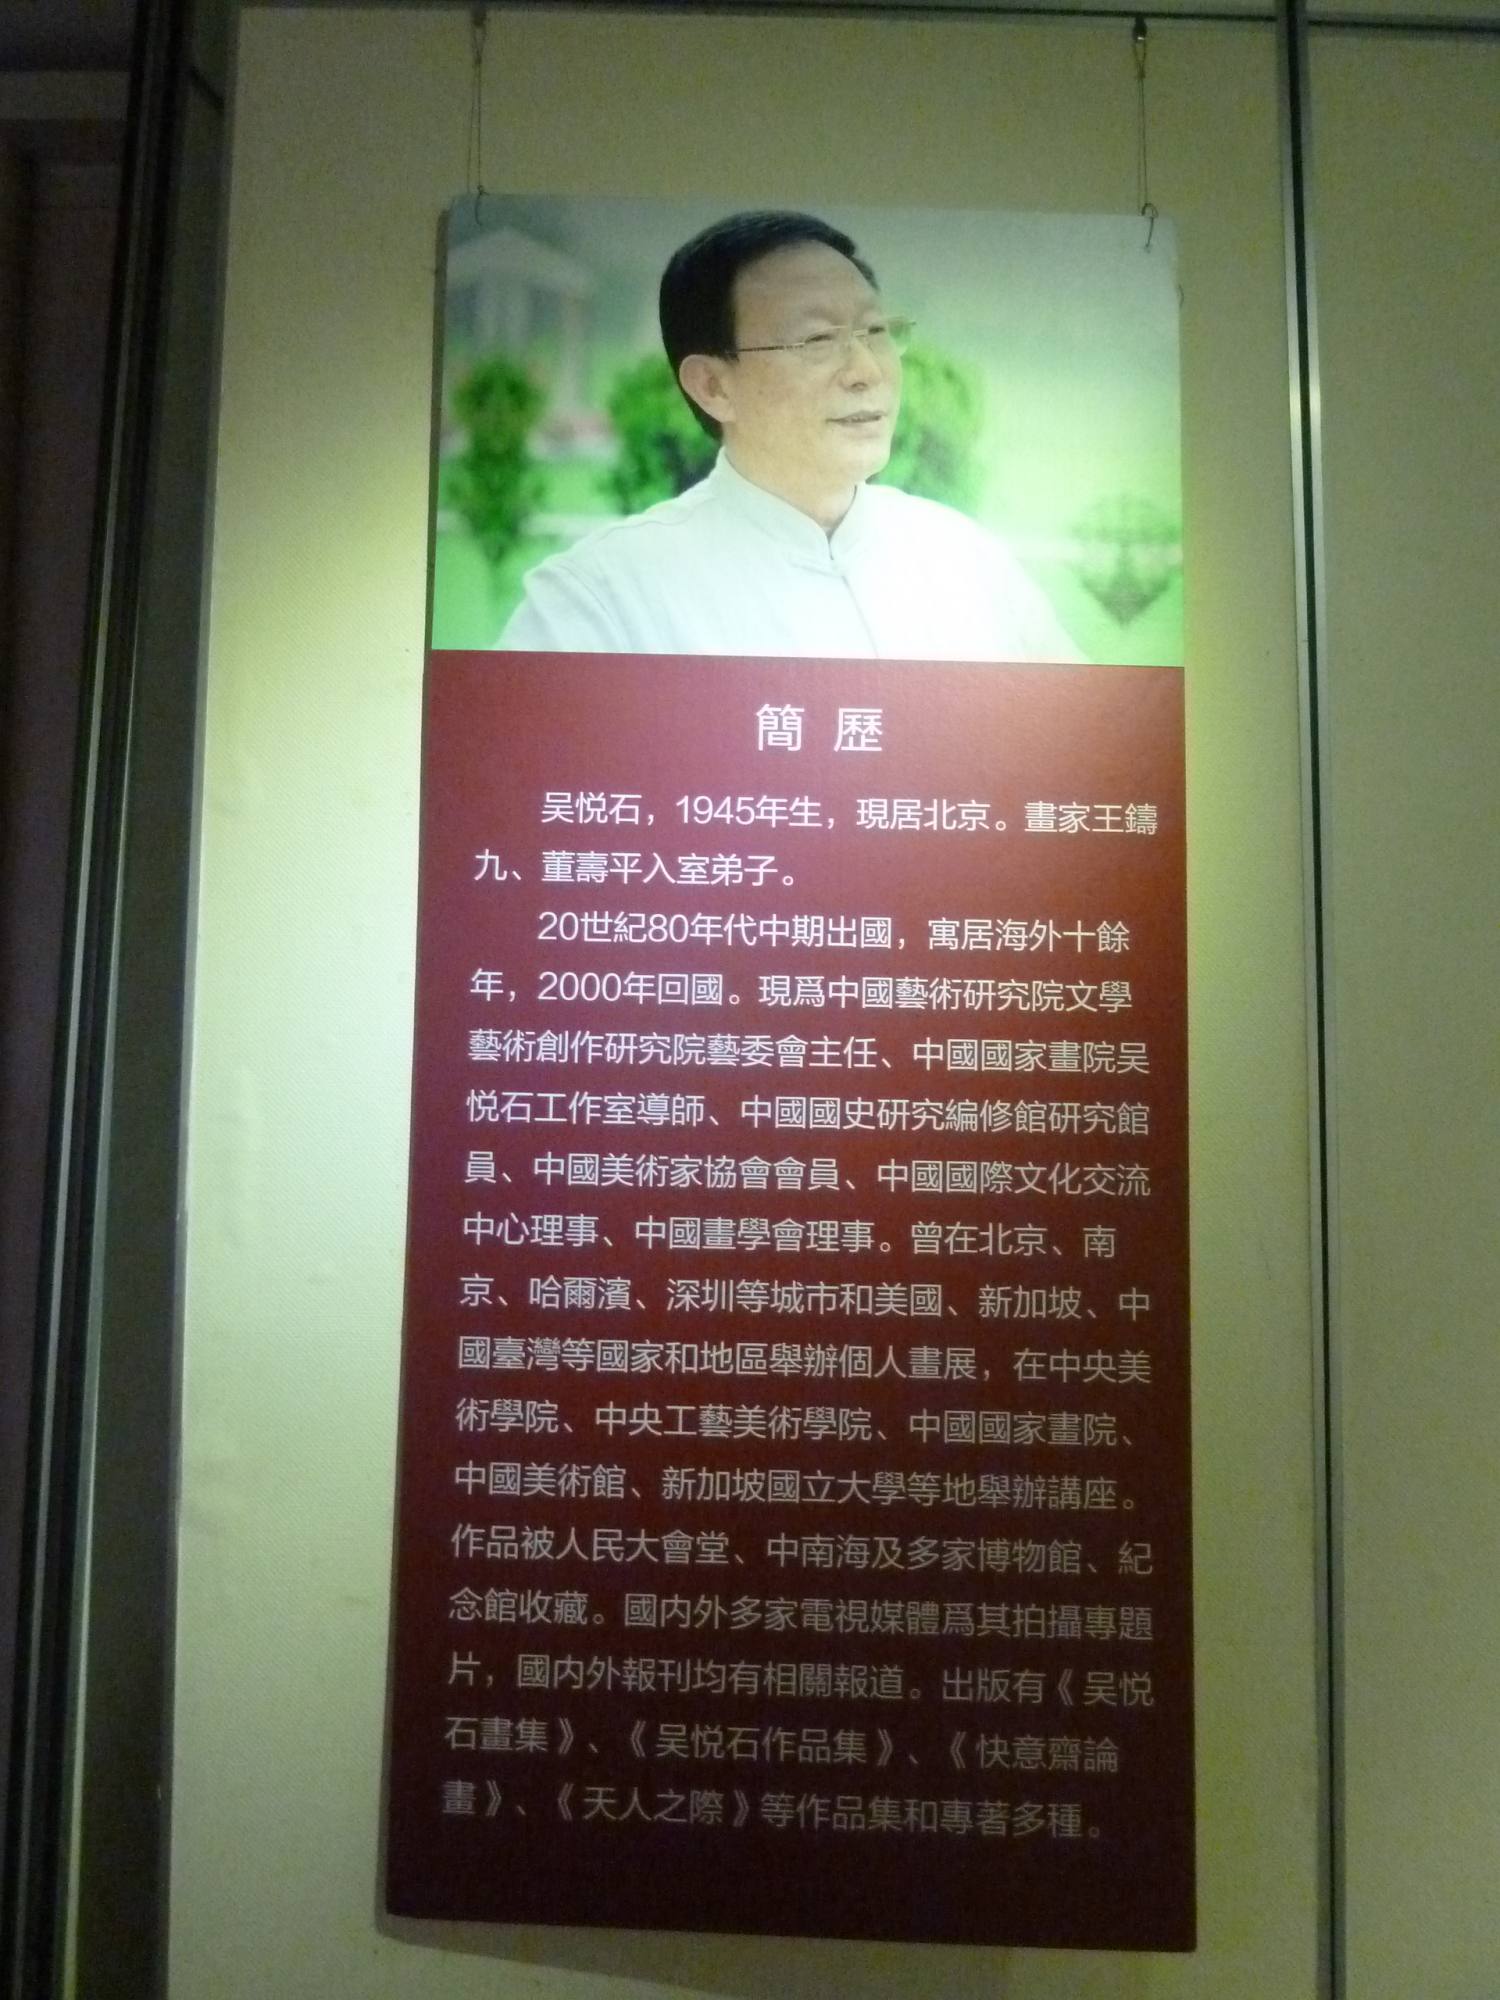 簡歷
吴悦石，1945年生，現居北京。畫家王鑄
九、董壽平入室弟子。
20世紀80年代中期出國，寓居海外十餘
年，2000年回國。現爲中國藝術研究院文學
藝術創作研究院藝委會主任、中國國家畫院吴
悦石工作室導師、中國國史研究編修館研究館
員、中國美術家協會會員、中國國際文化交流
中心理事、中國畫學會理事。曾在北京、南
京、哈爾濱、深圳等城市和美國、新加坡、中
國臺灣等國家和地區舉辦個人畫展，在中央美
術學院、中央工藝美術學院、中國國家畫院、
中國美術館、新加坡國立大學等地舉辦講座。
作品被人民大會堂、中南海及多家博物館、紀
念館收藏。國内外多家電視媒體爲其拍攝專題
片，國内外報刊均有相關報道。出版有《吴悦
石畫集》、《吴悦石作品集》、《快意齋論
畫》、《天人之際》等作品集和專著多種。